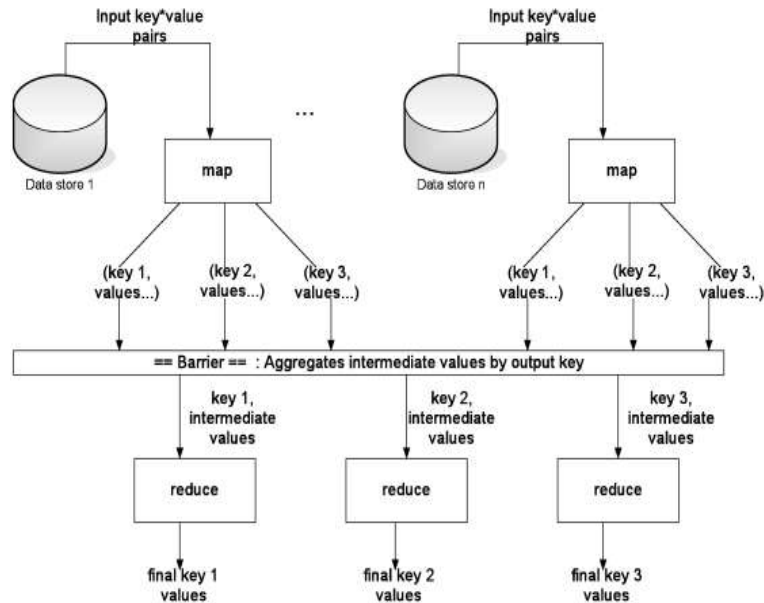 Input key*value
pairs
Input key*value
pairs
...
map
map
Data store 1
Data store n
(key 1,
values...)
(key 2,
values...)
(key 3,
values...)
(key 1,
values...)
(key 2,
values...)
(key 3,
values...)
== Barrier == : Aggregates intermediate values by output key
key 1,
intermediate
values
key 2,
intermediate
values
key 3,
intermediate
values
reduce
reduce
reduce
final key 1
values
final key 2
values
final key 3
values